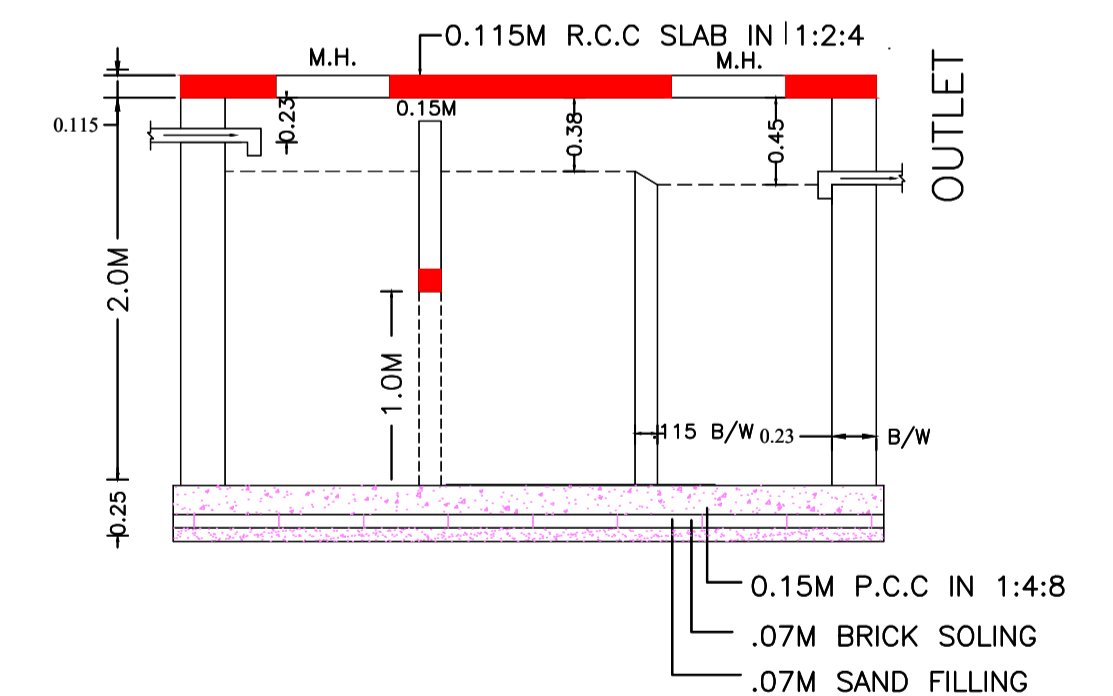 0.115M R.C.C SLAB IN 1:2:4
M.H.
M.H.
OUTLET
0.115
0.23
0.15M
0.38
0.45
2.0M
1.0M
115 B/W
0.23
B/W
0.25
0.15M P.C.C IN 1:4:8
.07M BRICK SOLING
.07M SAND FILLING